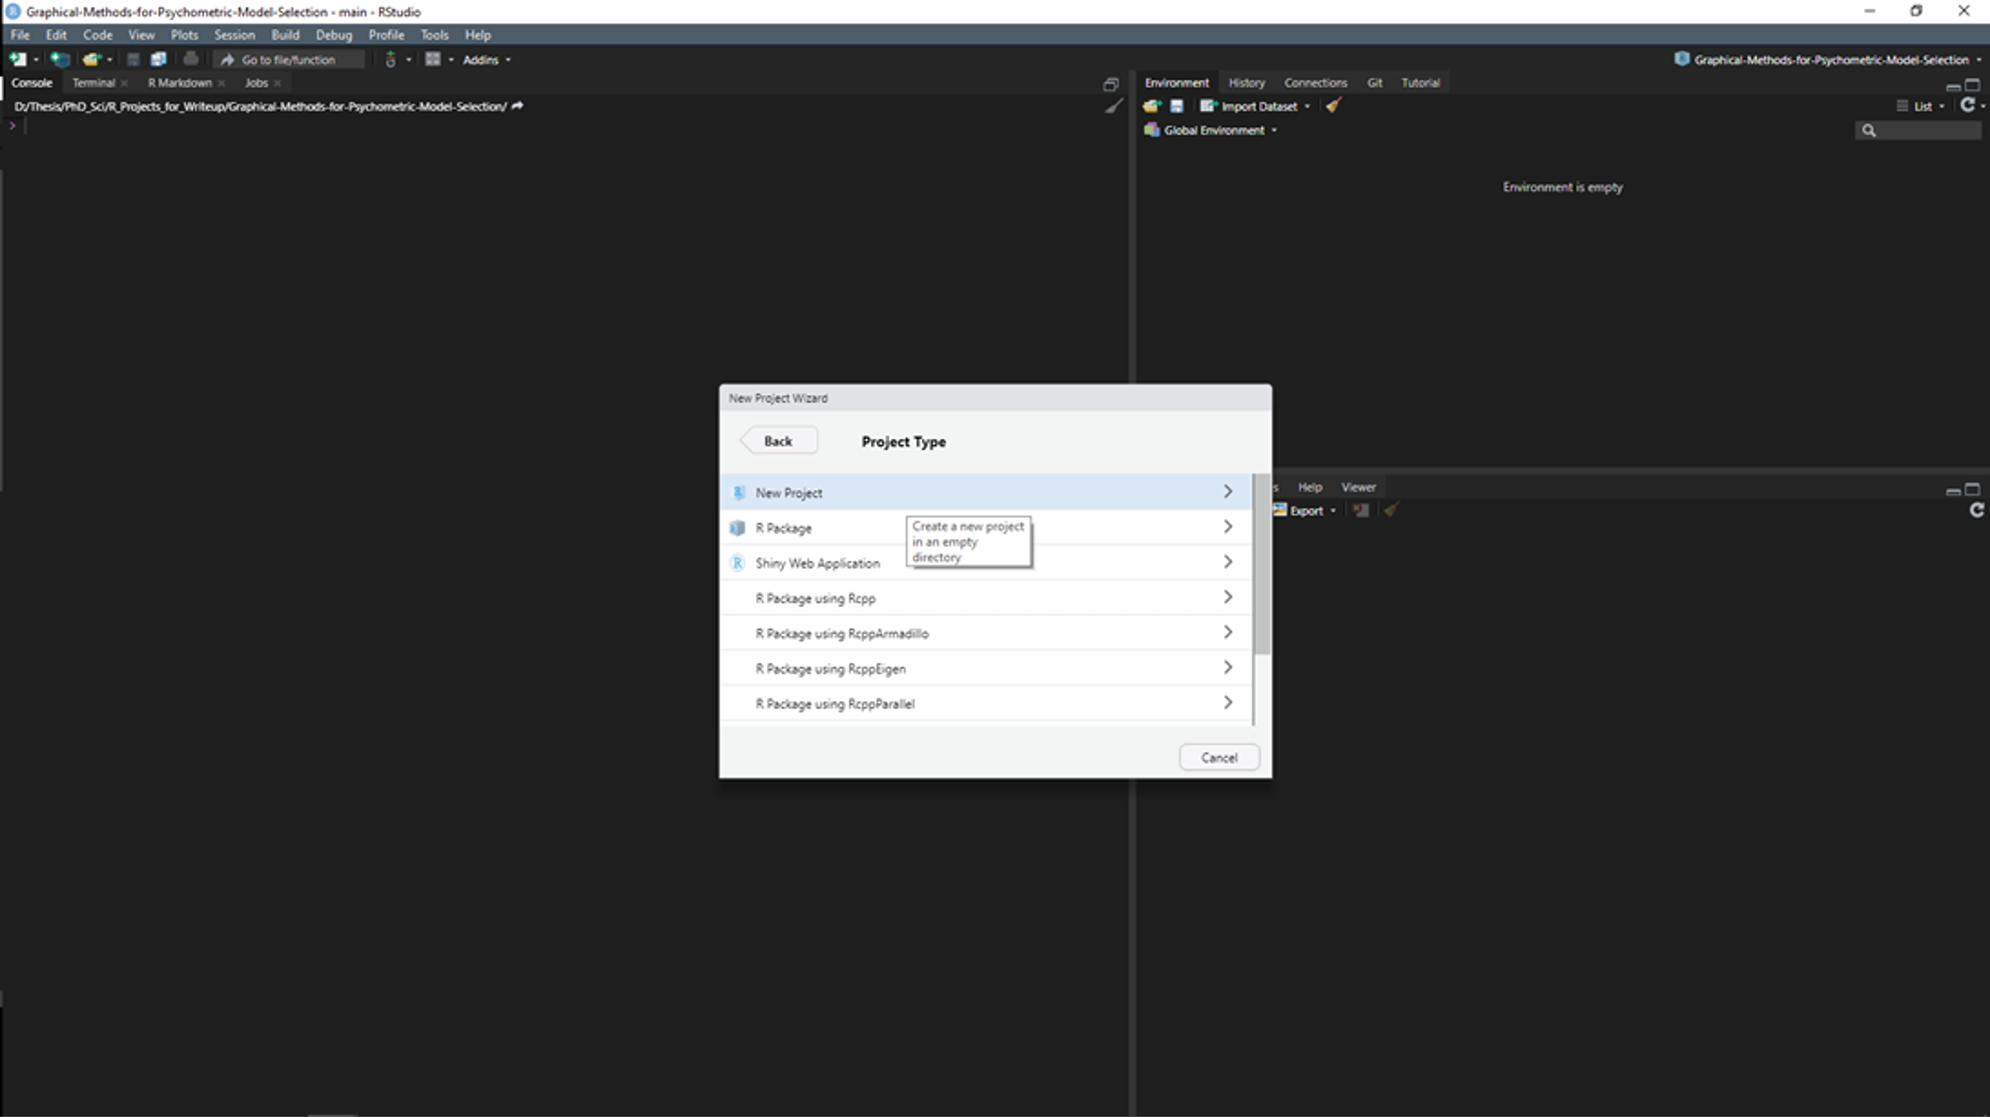 Graphical-Methods-for-Psychometric-Model-Selection - main - RStudio
File Edit Code View Plots Session Build Debug Profile Tools Help
Go to file/function Addins Graphical-Methods-for-Psychometric-Model-Selection
Console Terminal R Markdown Jobs
D:/Thesis/PhD_Sci/R_Projects_for_Writeup/Graphical-Methods-for-Psychometric-Model-Selection/
>
Environment History Connections Git Tutorial
Import Dataset List
Global Environment
Environment is empty
s Help Viewer
Export
New Project Wizard
Back Project Type
New Project
R Package
Shiny Web Application
R Package using Rcpp
R Package using RcppArmadillo
R Package using RcppEigen
R Package using RcppParallel
Create a new project
in an empty
directory
Cancel